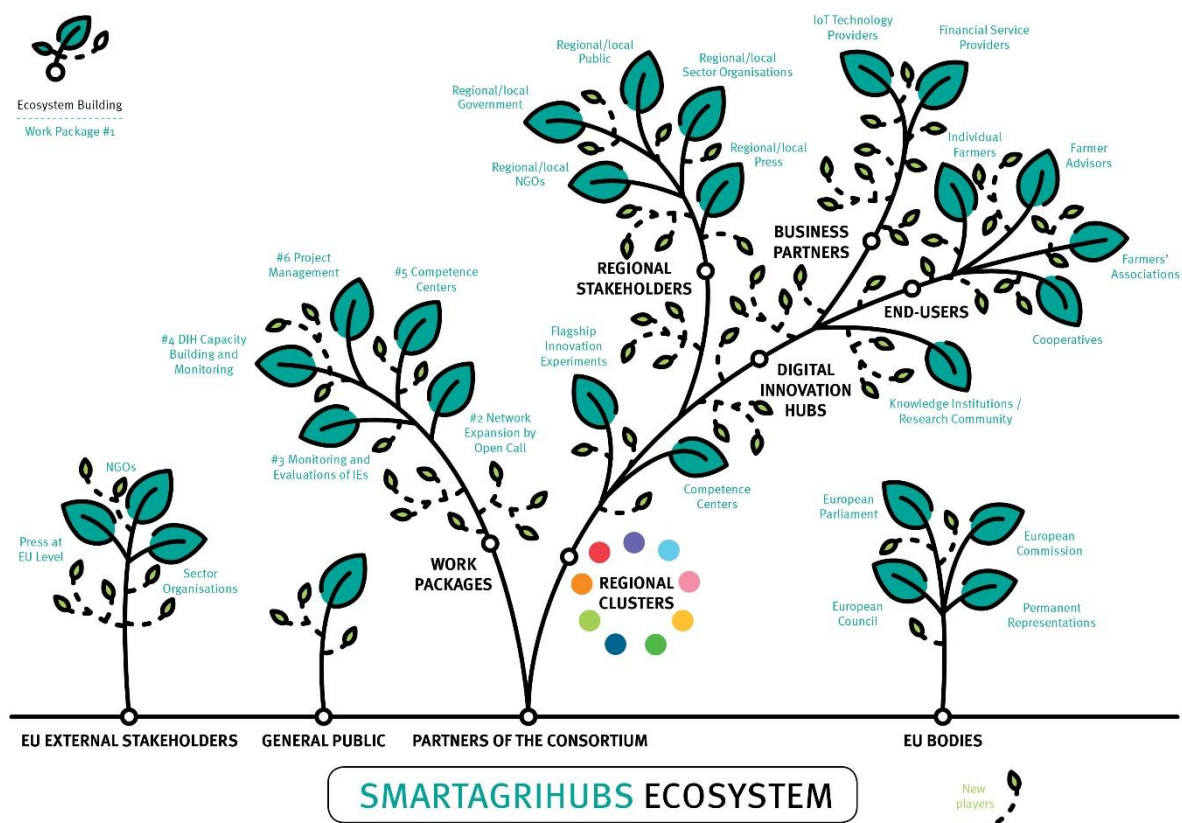 Ecosystem Building
Work Package #1
Regional/local
Public
Regional/local
Sector Organisations
Regional/local
Government
Regional/local
NGOs
Regional/local
Press
REGIONAL
STAKEHOLDERS
IoT Technology
Providers
Financial Service
Providers
BUSINESS
PARTNERS
Individual
Farmers
Farmer
Advisors
Farmers'
Associations
Cooperatives
END-USERS
Knowledge Institutions /
Research Community
DIGITAL
INNOVATION
HUBS
Flagship
Innovation
Experiments
Competence
Centers
REGIONAL
CLUSTERS
#6 Project
Management
#5 Competence
Centers
#4 DIH Capacity
Building and
Monitoring
#3 Monitoring and
Evaluations of IEs
#2 Network
Expansion by
Open Call
WORK
PACKAGES
NGOs
Press at
EU Level
Sector
Organisations
European
Parliament
European
Commission
European
Council
Permanent
Representations
EU EXTERNAL STAKEHOLDERS
GENERAL PUBLIC
PARTNERS OF THE CONSORTIUM
EU BODIES
SMARTAGRIHUBS ECOSYSTEM
New
players